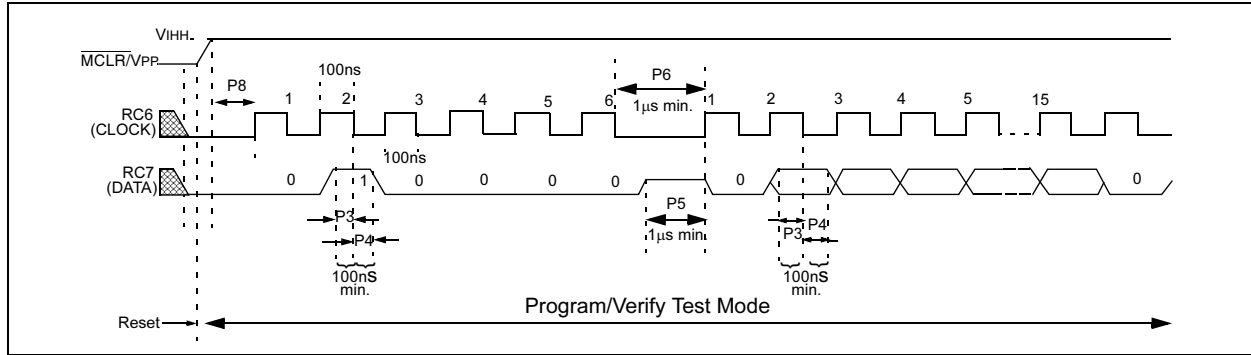 VIHH
MCLR/VPP
100ns
P8
P6
1 2 3 4 5 6
1µs min.
1 2 3 4 5 15
RC6
(CLOCK)
100ns
RC7
(DATA)
0 1 0 0 0 0
0
0
P5
1µs min
P3
P4
100ns
min.
P4
P3
100ns
min.
Program/Verify Test Mode
Reset